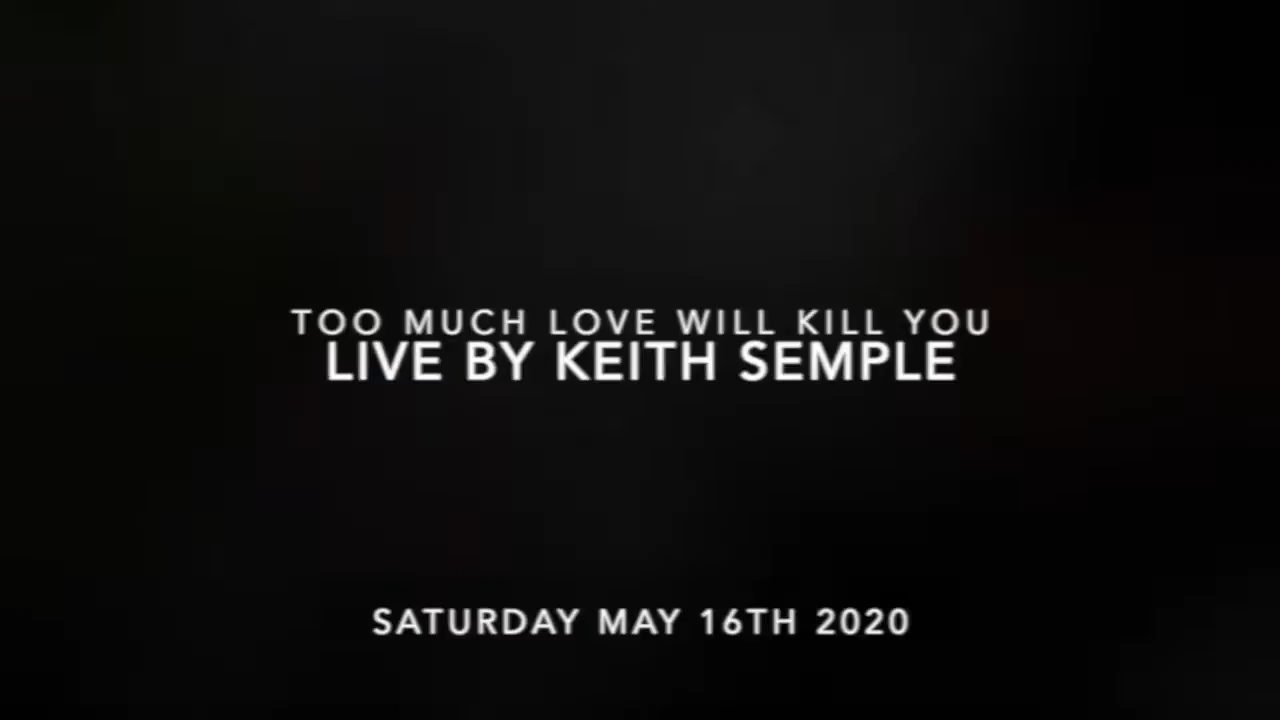 TOO MUCH LOVE WILL KILL YOU
LIVE BY KEITH SEMPLE
SATURDAY MAY 16TH 2020